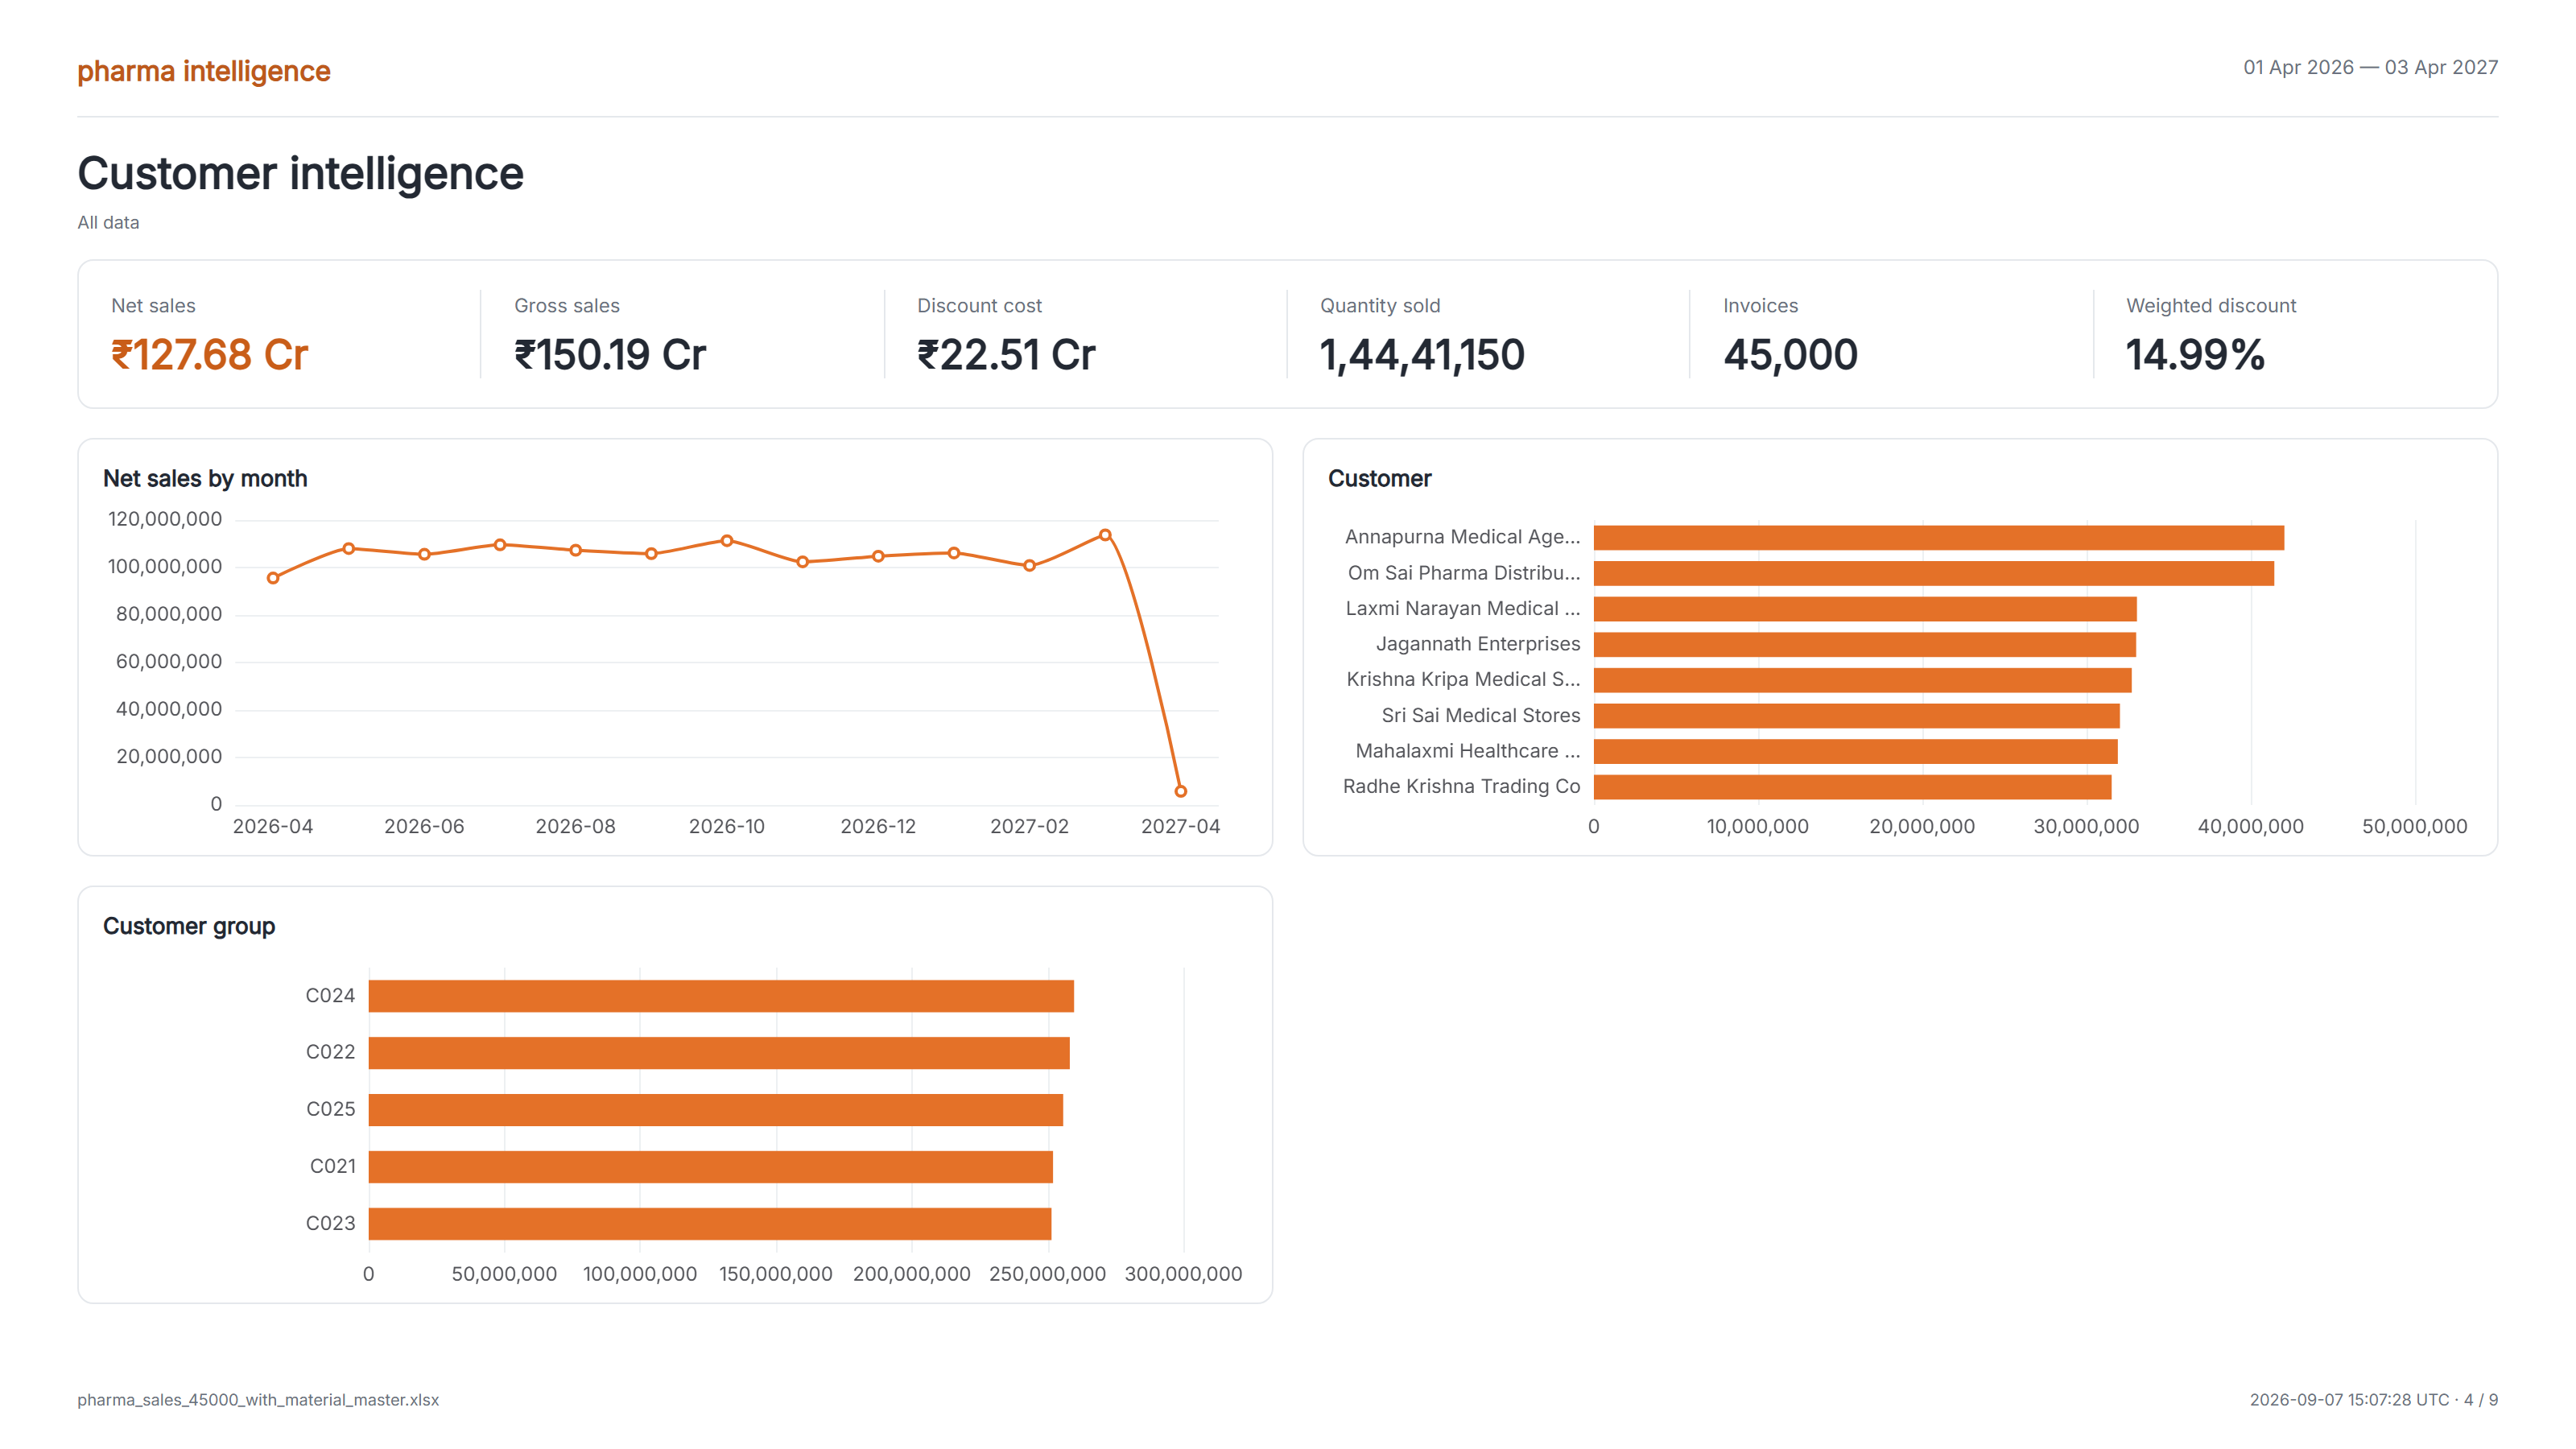 pharma intelligence
01 Apr 2026 — 03 Apr 2027
Customer intelligence
All data
Net sales
₹127.68 Cr
Gross sales
₹150.19 Cr
Discount cost
₹22.51 Cr
Quantity sold
1,44,41,150
Invoices
45,000
Weighted discount
14.99%
Net sales by month
120,000,000
100,000,000
80,000,000
60,000,000
40,000,000
20,000,000
0
2026-04 2026-06 2026-08 2026-10 2026-12 2027-02 2027-04
Customer
Annapurna Medical Age...
Om Sai Pharma Distribu...
Laxmi Narayan Medical ...
Jagannath Enterprises
Krishna Kripa Medical S...
Sri Sai Medical Stores
Mahalaxmi Healthcare ...
Radhe Krishna Trading Co
0 10,000,000 20,000,000 30,000,000 40,000,000 50,000,000
Customer group
C024
C022
C025
C021
C023
0 50,000,000 100,000,000 150,000,000 200,000,000 250,000,000 300,000,000
pharma_sales_45000_with_material_master.xlsx
2026-09-07 15:07:28 UTC · 4 / 9